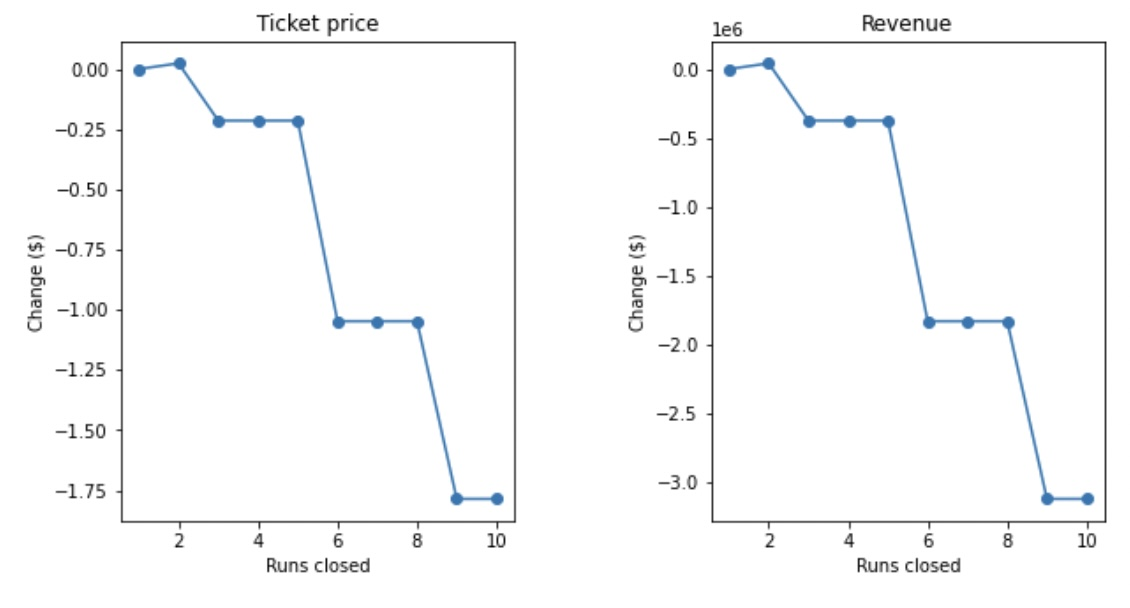 Ticket price
0.00
−0.25
−0.50
−0.75
−1.00
−1.25
−1.50
−1.75
Change ($)
2 4 6 8 10
Runs closed
1e6
Revenue
0.0
−0.5
−1.0
−1.5
−2.0
−2.5
−3.0
Change ($)
2 4 6 8 10
Runs closed